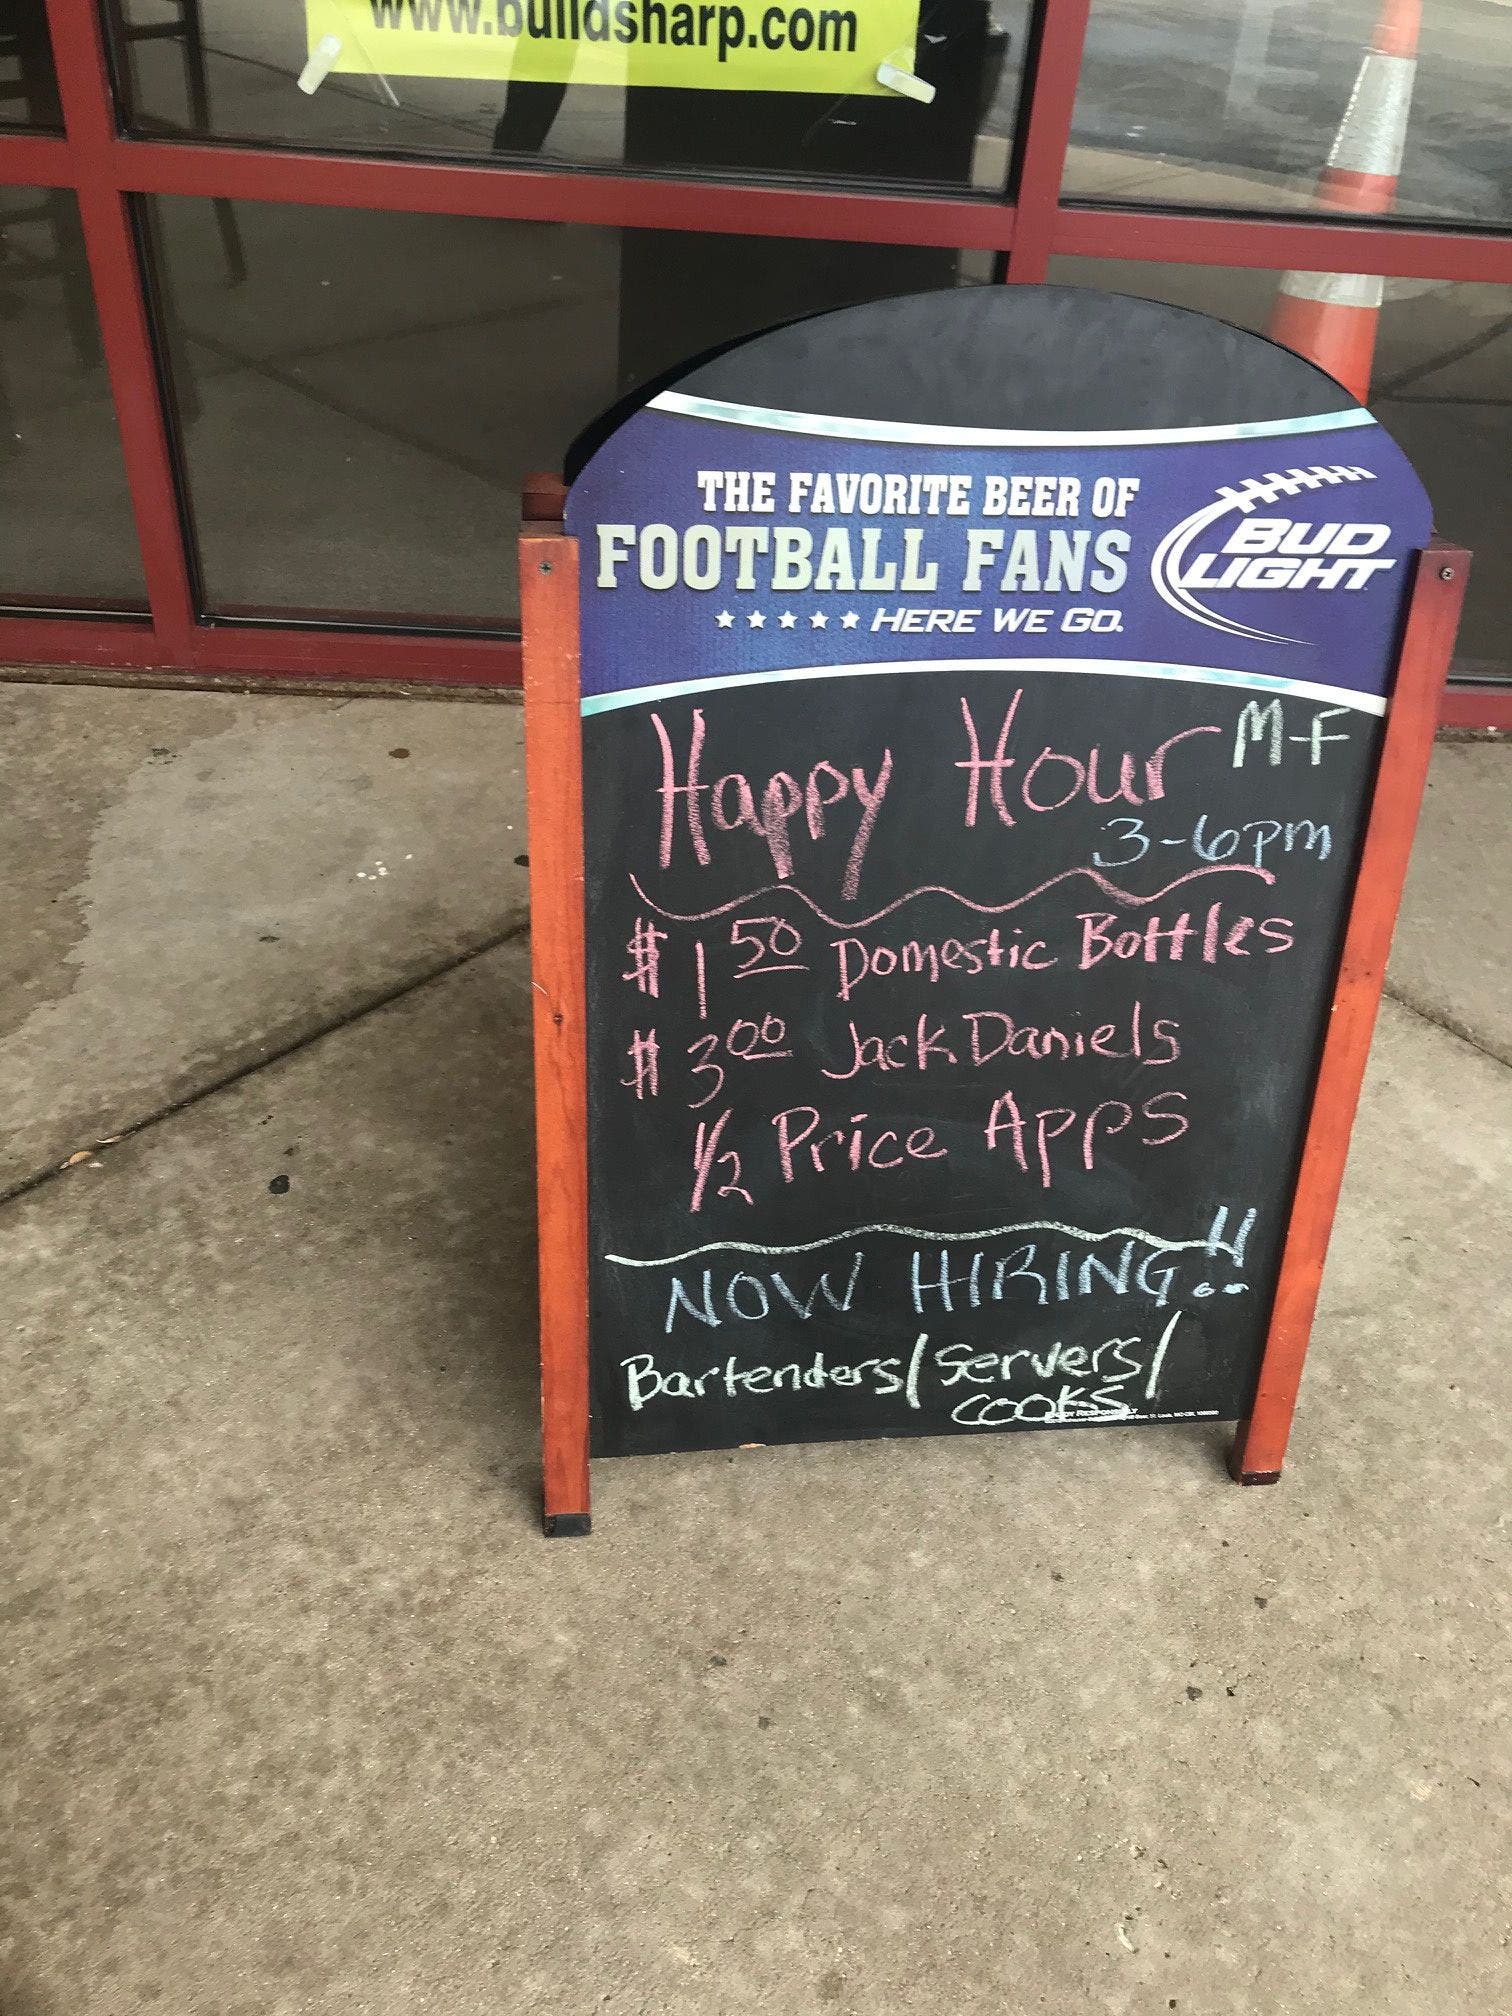 www.buildsharp.com
THE FAVORITE BEER OF
FOOTBALL FANS
HERE WE GO.
BUD
LIGHT
Happy Hour M-F
3-6pm
$1.50 Domestic Bottles
$3.00 Jack Daniels
1/2 Price Apps
NOW HIRING!!
Bartenders/Servers/
COOKS